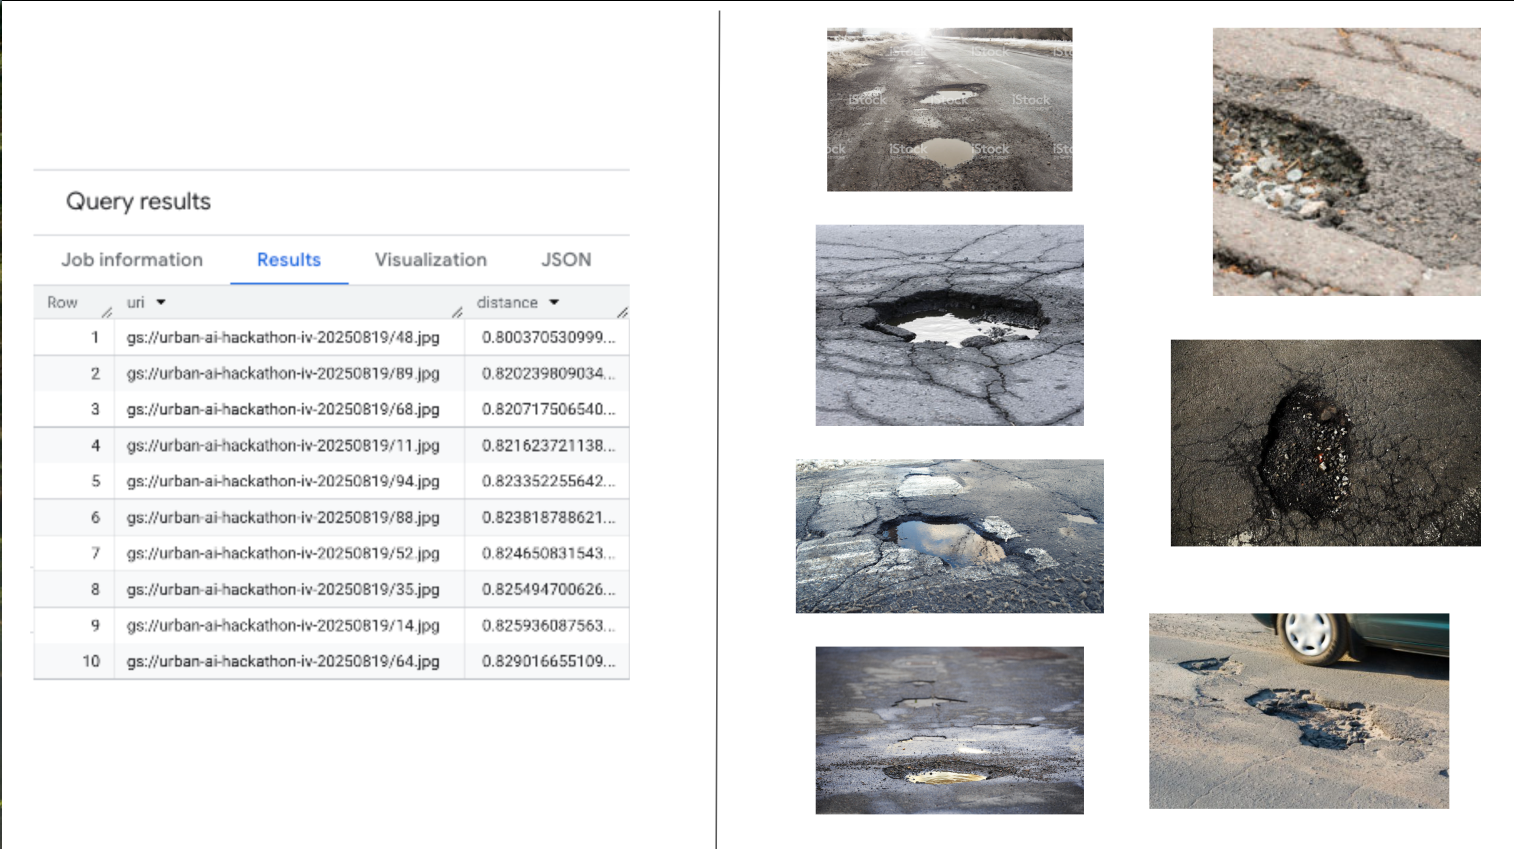 Query results
Job information Results Visualization JSON
Row uri distance
1 gs://urban-ai-hackathon-iv-20250819/48.jpg 0.800370530999...
2 gs://urban-ai-hackathon-iv-20250819/89.jpg 0.820239809034...
3 gs://urban-ai-hackathon-iv-20250819/68.jpg 0.820717506540...
4 gs://urban-ai-hackathon-iv-20250819/11.jpg 0.821623721138...
5 gs://urban-ai-hackathon-iv-20250819/94.jpg 0.823352255642...
6 gs://urban-ai-hackathon-iv-20250819/88.jpg 0.823818788621...
7 gs://urban-ai-hackathon-iv-20250819/52.jpg 0.824650831543...
8 gs://urban-ai-hackathon-iv-20250819/35.jpg 0.825494700626...
9 gs://urban-ai-hackathon-iv-20250819/14.jpg 0.825936087563...
10 gs://urban-ai-hackathon-iv-20250819/64.jpg 0.829016655109...
iStock iStock
iStock iStock iStock
iStock iStock